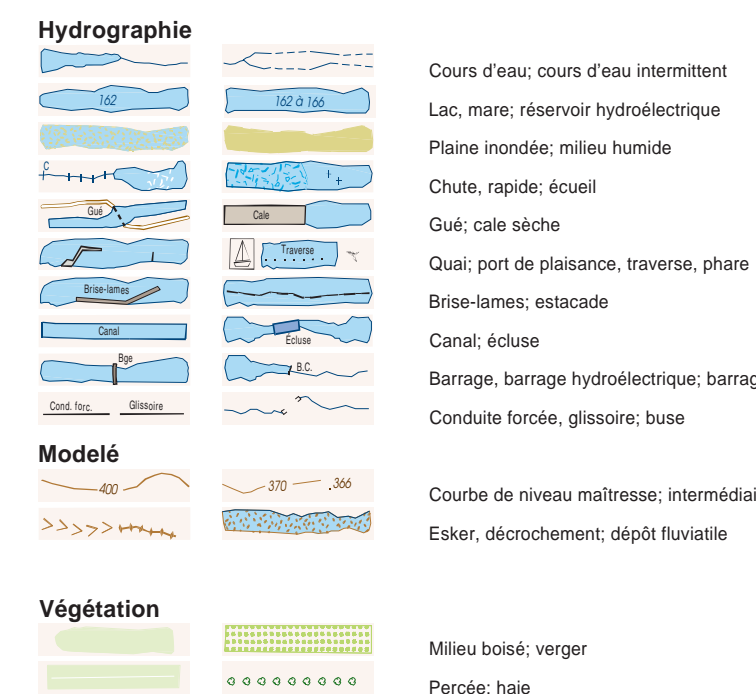 Hydrographie
Cours d'eau; cours d'eau intermittent
162 162 à 166 Lac, mare; réservoir hydroélectrique
Plaine inondée; milieu humide
C Chute, rapide; écueil
Gué Cale Gué; cale sèche
Traverse Quai; port de plaisance, traverse, phare
Brise-lames Brise-lames; estacade
Canal Écluse Canal; écluse
Bge B.C. Barrage, barrage hydroélectrique;
Cond. forc. Glissoire Conduite forcée, glissoire; buse
Modelé
400 370 .366 Courbe de niveau maîtresse;
Esker, décrochement; dépôt fluviatile
Végétation
Milieu boisé; verger
Percée; haie